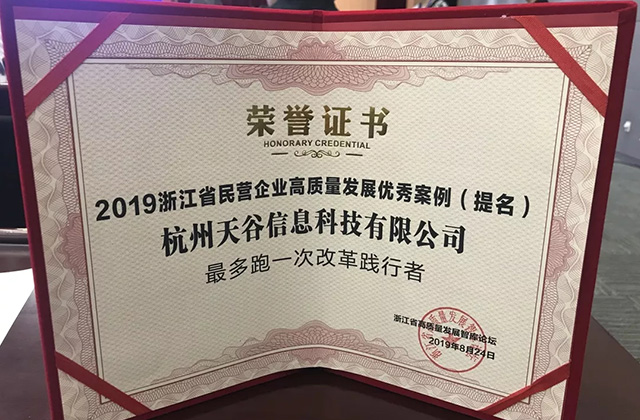 荣誉证书
HONORARY CREDENTIAL
2019浙江省民营企业高质量发展优秀案例（提名）
杭州天谷信息科技有限公司
最多跑一次改革践行者
浙江省高质量发展智库论坛
2019年8月24日